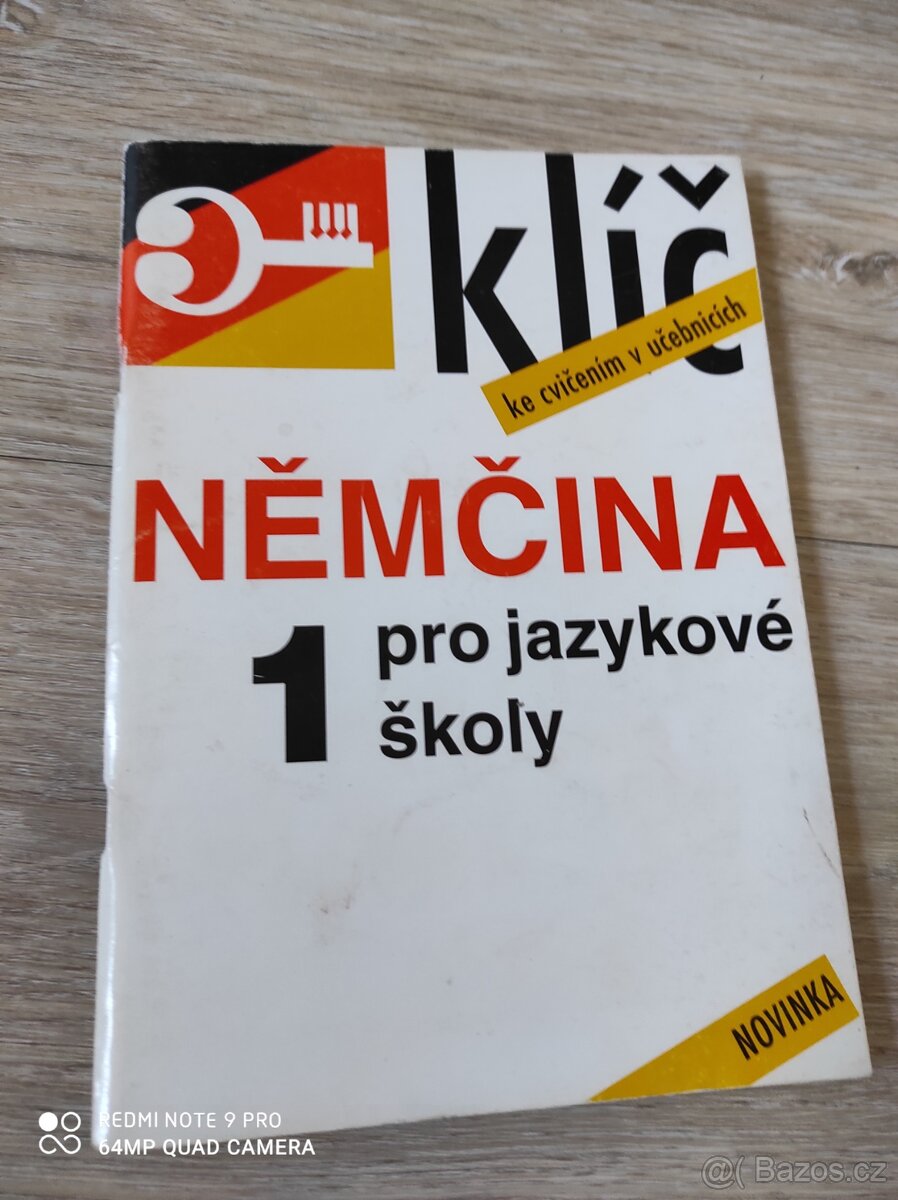 klíč
ke cvičením v učebnicích
NĚMČINA
1 pro jazykové
školy
NOVINKA
REDMI NOTE 9 PRO
64MP QUAD CAMERA
@( Bazos.cz